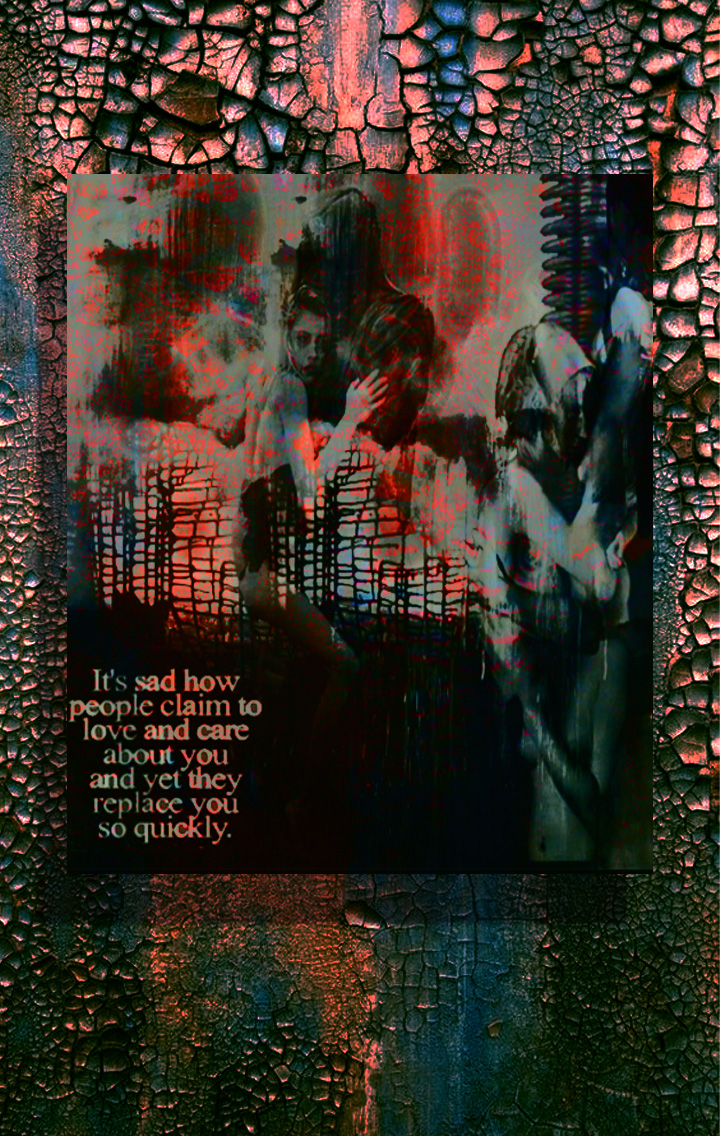 It's sad how
people claim to
love and care
about you
and yet they
replace you
so quickly.